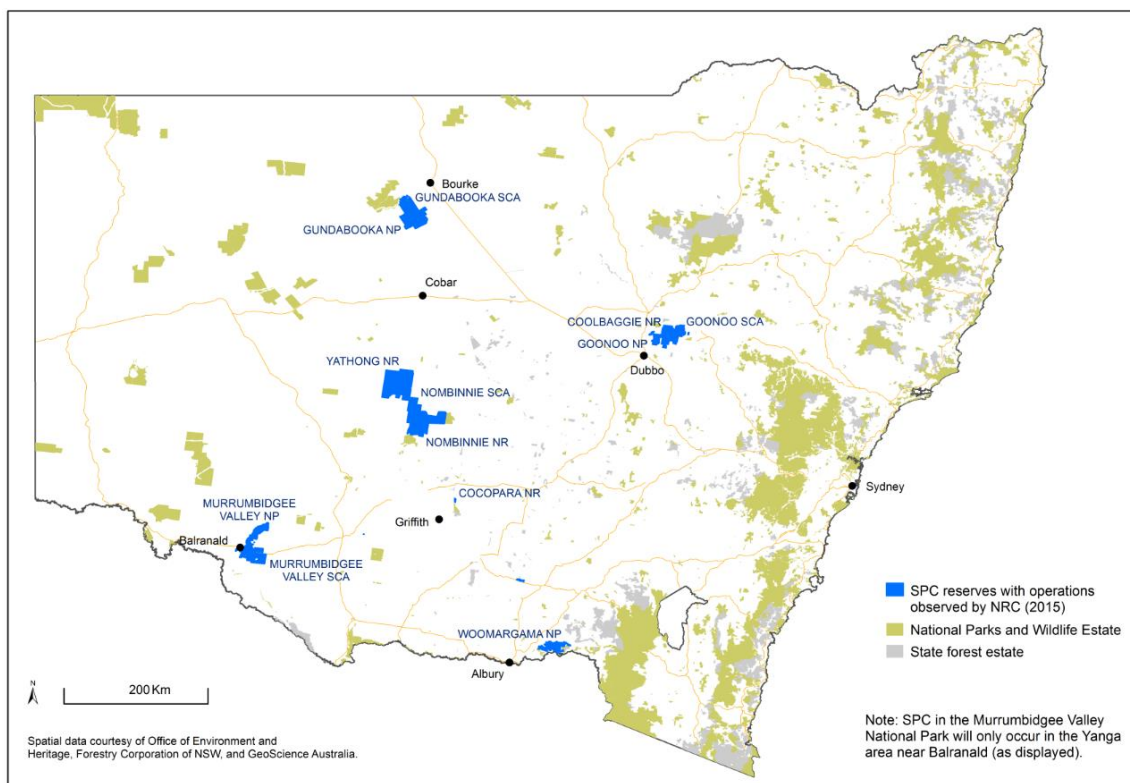 Bourke
GUNDABOOKA SCA
GUNDABOOKA NP
Cobar
COOLBAGGIE NR
GOONOO SCA
GOONOO NP
Dubbo
YATHONG NR
NOMBINNIE SCA
NOMBINNIE NR
Sydney
COCOPARA NR
MURRUMBIDGEE
VALLEY NP
Griffith
Balranald
MURRUMBIDGEE
VALLEY SCA
WOOMARGAMA NP
Albury
SPC reserves with operations
observed by NRC (2015)
National Parks and Wildlife Estate
State forest estate
N
200 Km
Note: SPC in the Murrumbidgee Valley
National Park will only occur in the Yanga
area near Balranald (as displayed).
Spatial data courtesy of Office of Environment and
Heritage, Forestry Corporation of NSW, and GeoScience Australia.